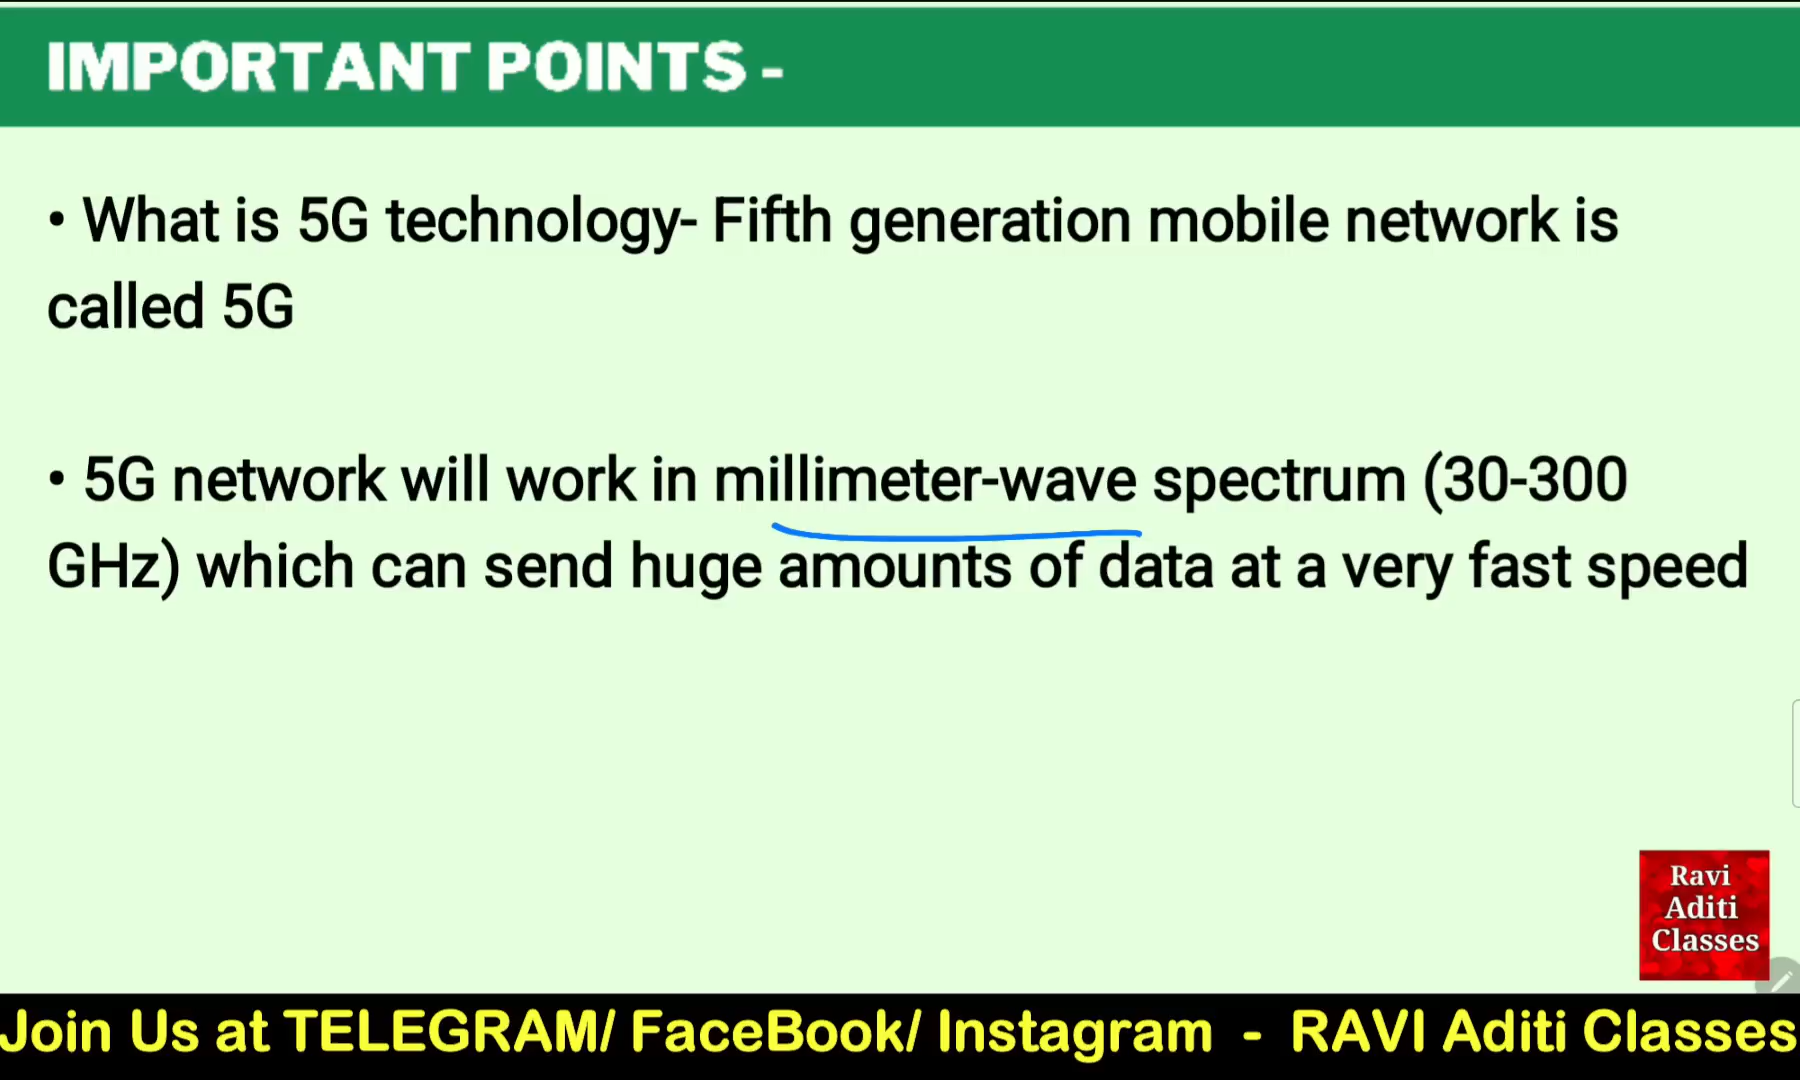 IMPORTANT POINTS -
• What is 5G technology- Fifth generation mobile network is
called 5G
• 5G network will work in millimeter-wave spectrum (30-300
GHz) which can send huge amounts of data at a very fast speed
Ravi
Aditi
Classes
Join Us at TELEGRAM/ FaceBook/ Instagram - RAVI Aditi Classes